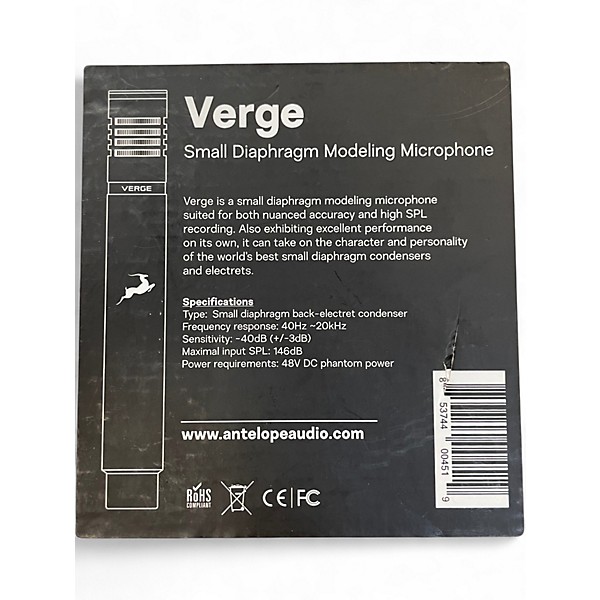 Verge
Small Diaphragm Modeling Microphone
VERGE
Verge is a small diaphragm modeling microphone
suited for both nuanced accuracy and high SPL
recording. Also exhibiting excellent performance
on its own, it can take on the character and personality
of the world's best small diaphragm condensers
and electrets.
Specifications
Type: Small diaphragm back-electret condenser
Frequency response: 40Hz ~20kHz
Sensitivity: -40dB (+/-3dB)
Maximal input SPL: 146dB
Power requirements: 48V DC phantom power
www.antelopeaudio.com
RoHS
COMPLIANT
CE FC
8 53744 00451 9